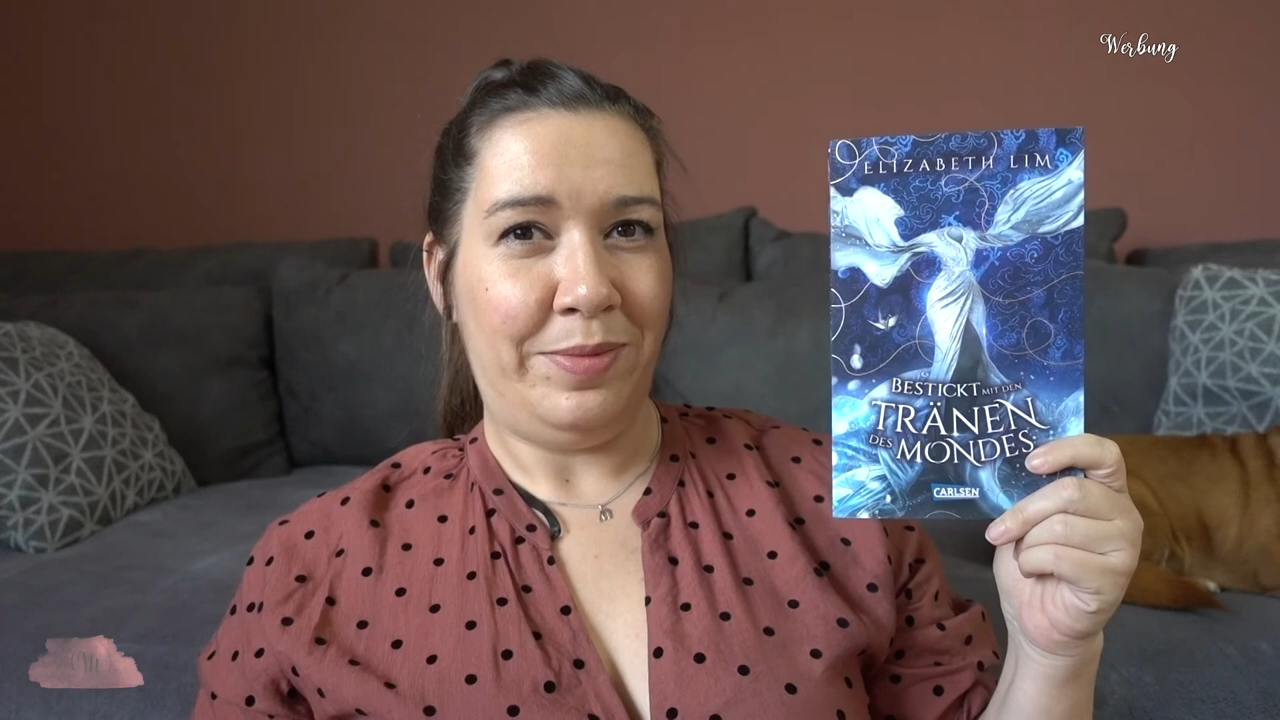 Werbung
ELIZABETH LIM
BESTICKT MIT DEN
TRÄNEN
DES MONDES
CARLSEN
M